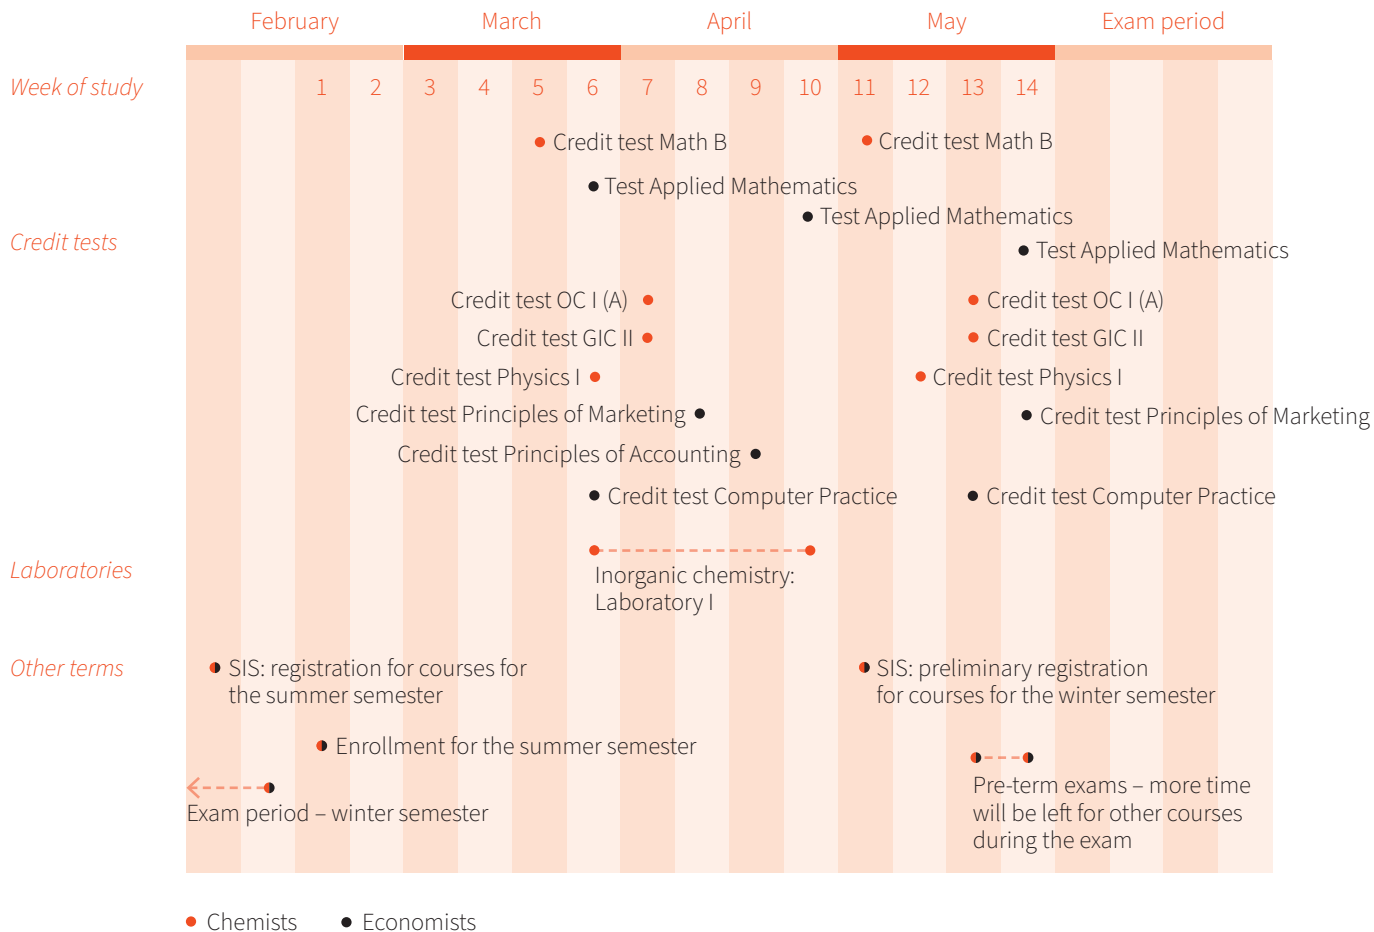 February March April May Exam period
Week of study 1 2 3 4 5 6 7 8 9 10 11 12 13 14
Credit test Math B Credit test Math B
Test Applied Mathematics
Test Applied Mathematics
Credit tests
Test Applied Mathematics
Credit test OC I (A) Credit test OC I (A)
Credit test GIC II Credit test GIC II
Credit test Physics I Credit test Physics I
Credit test Principles of Marketing Credit test Principles of Marketing
Credit test Principles of Accounting
Credit test Computer Practice Credit test Computer Practice
Laboratories
Inorganic chemistry:
Laboratory I
Other terms
SIS: registration for courses for
the summer semester
SIS: preliminary registration
for courses for the winter semester
Enrollment for the summer semester
Exam period – winter semester
Pre-term exams – more time
will be left for other courses
during the exam
Chemists Economists